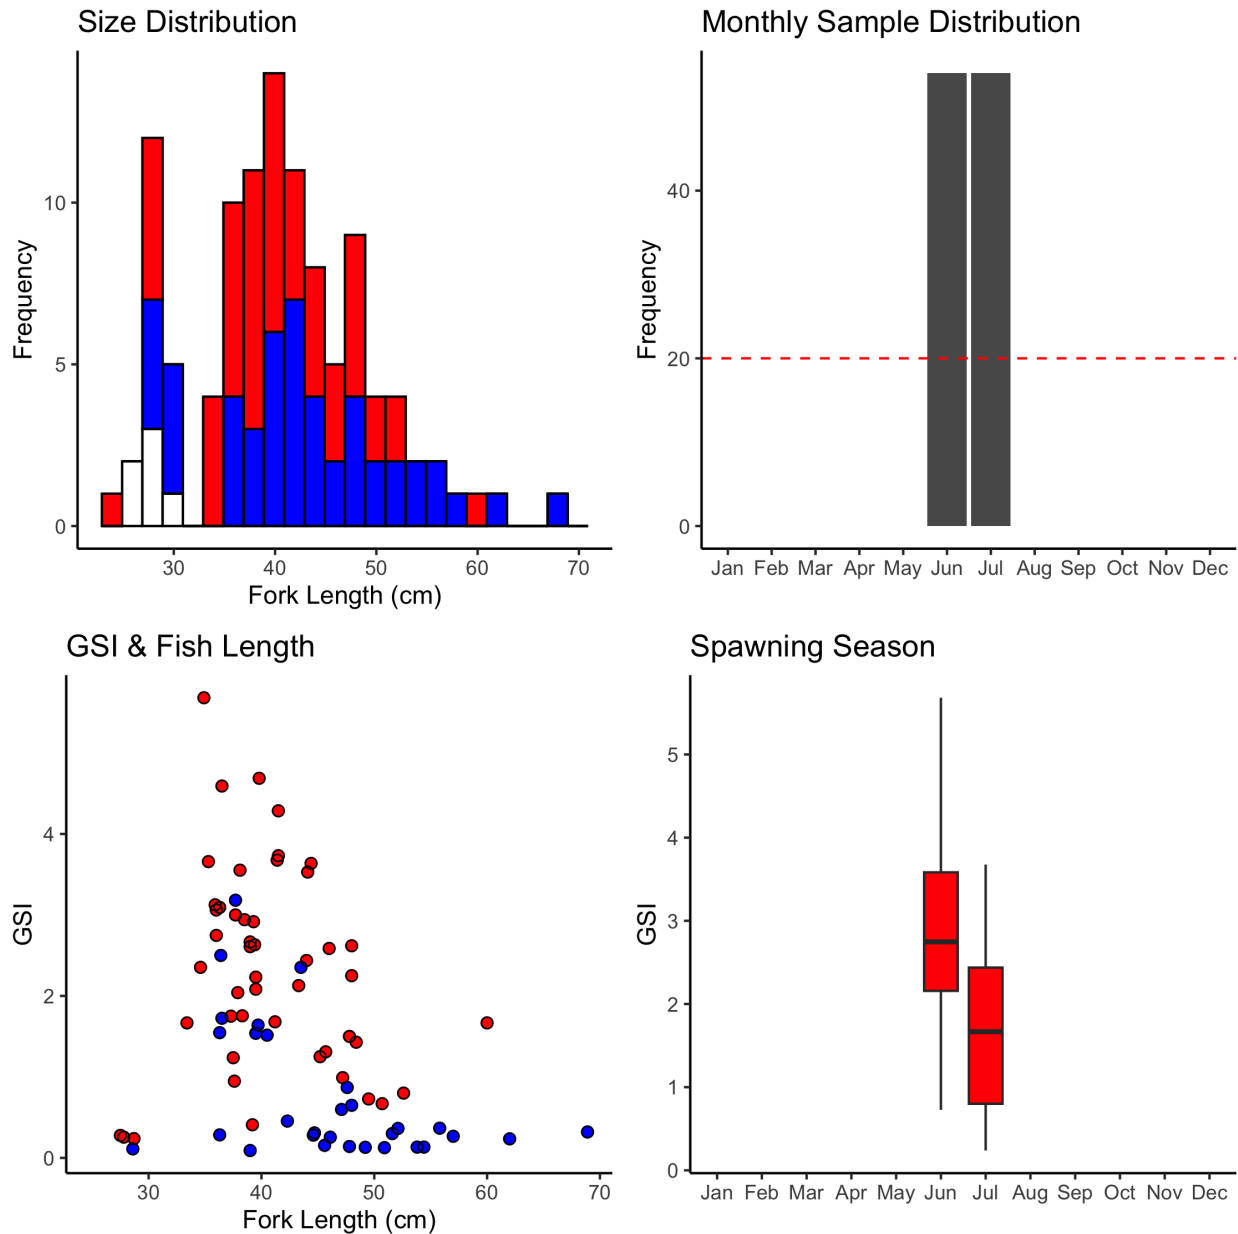 Size Distribution
Frequency
10
5
0
30 40 50 60 70
Fork Length (cm)
Monthly Sample Distribution
Frequency
40
20
0
Jan Feb Mar Apr May Jun Jul Aug Sep Oct Nov Dec
GSI & Fish Length
GSI
4
2
0
30 40 50 60 70
Fork Length (cm)
Spawning Season
GSI
5
4
3
2
1
0
Jan Feb Mar Apr May Jun Jul Aug Sep Oct Nov Dec